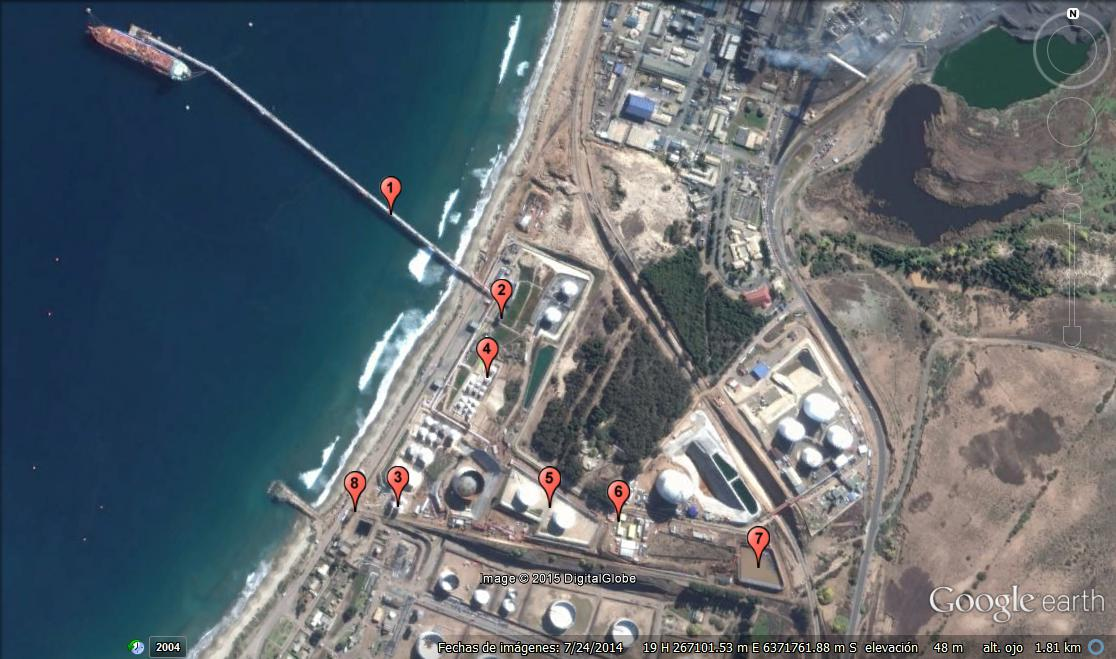 N
1
2
4
8
3
5
6
7
Image © 2015 DigitalGlobe
Google earth
2004
Fechas de imágenes: 7/24/2014 19 H 267101.53 m E 6371761.88 m S elevación 48 m alt. ojo 1.81 km